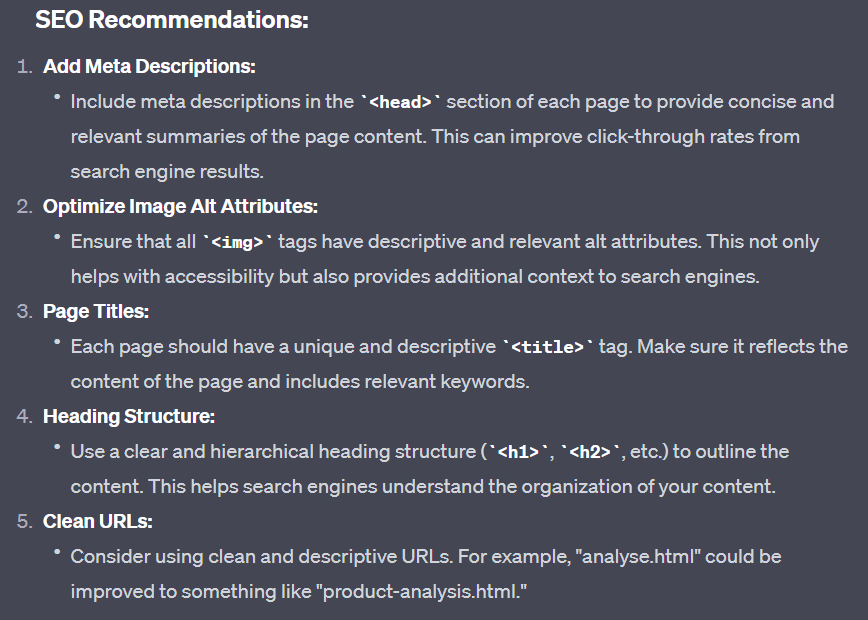 SEO Recommendations:
1. Add Meta Descriptions:
• Include meta descriptions in the `<head>` section of each page to provide concise and
relevant summaries of the page content. This can improve click-through rates from
search engine results.
2. Optimize Image Alt Attributes:
• Ensure that all `<img>` tags have descriptive and relevant alt attributes. This not only
helps with accessibility but also provides additional context to search engines.
3. Page Titles:
• Each page should have a unique and descriptive `<title>` tag. Make sure it reflects the
content of the page and includes relevant keywords.
4. Heading Structure:
• Use a clear and hierarchical heading structure (`<h1>`, `<h2>`, etc.) to outline the
content. This helps search engines understand the organization of your content.
5. Clean URLs:
• Consider using clean and descriptive URLs. For example, "analyse.html" could be
improved to something like "product-analysis.html."